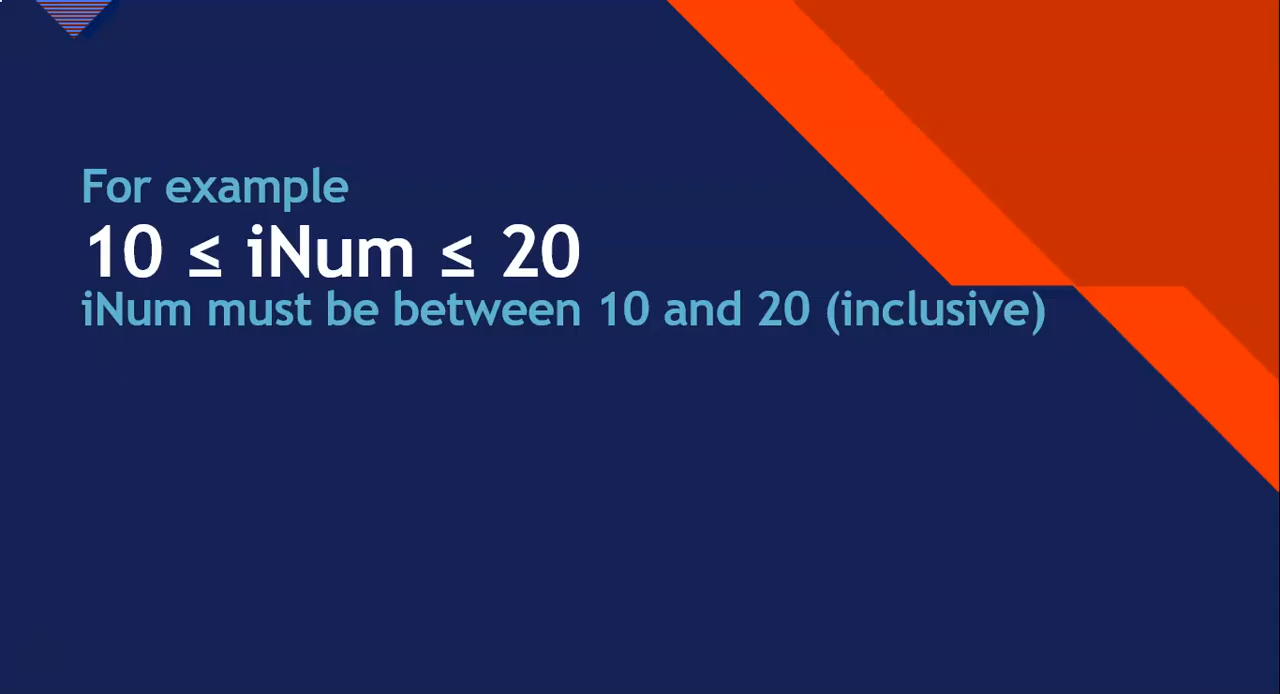 For example
10 ≤ iNum ≤ 20
iNum must be between 10 and 20 (inclusive)